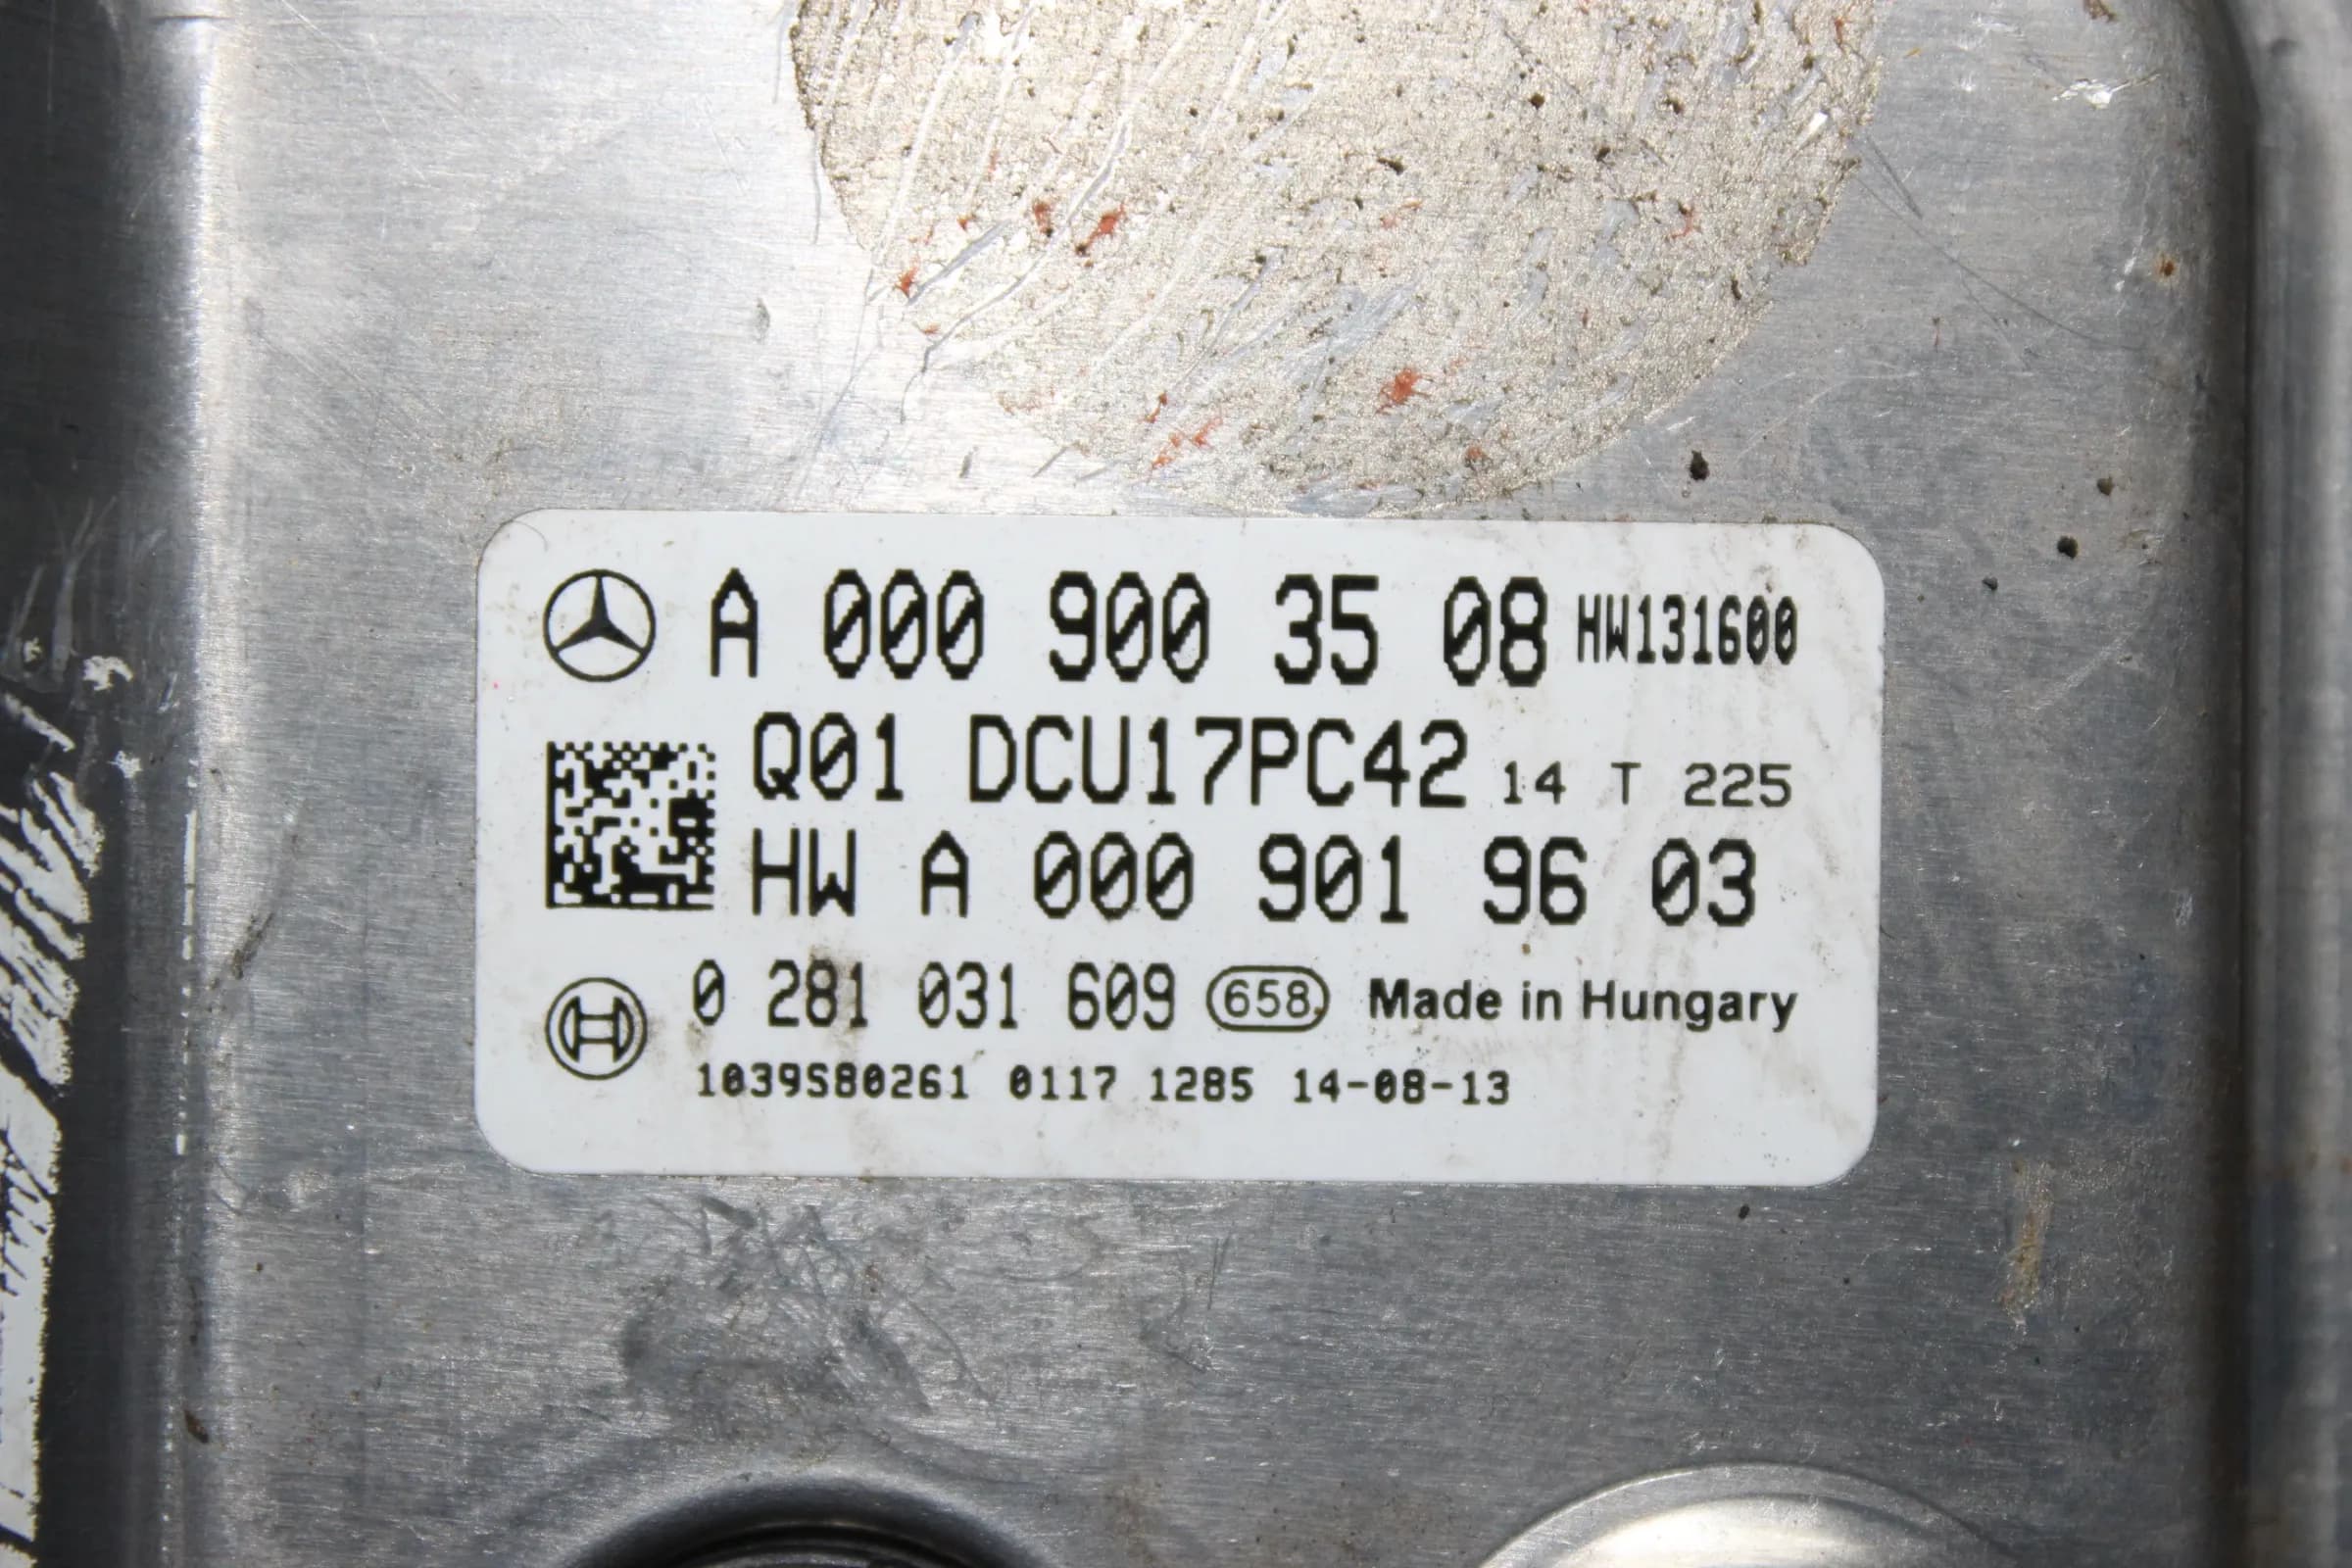 A 000 900 35 08 HW131600
Q01 DCU17PC42 14 T 225
HW A 000 901 96 03
0 281 031 609 658 Made in Hungary
1039S80261 0117 1285 14-08-13